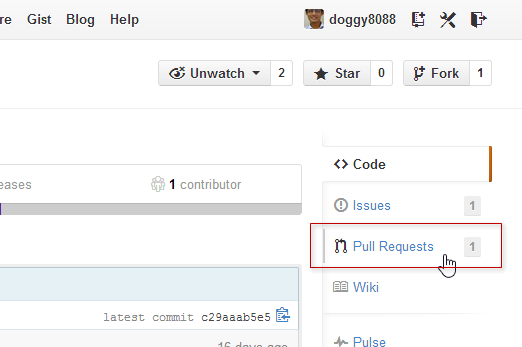 re Gist Blog Help doggy8088
Unwatch 2 Star 0 Fork 1
Code
eases 1 contributor
Issues 1
Pull Requests 1
Wiki
latest commit c29aaab5e5
Pulse